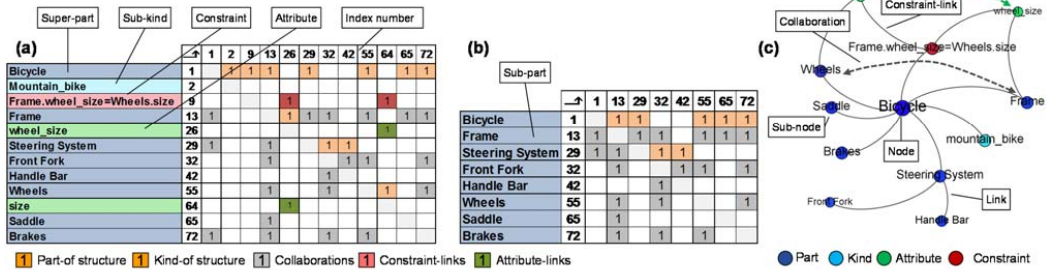 Super-part Sub-kind Constraint Attribute Index number
(a) 1 2 9 13 26 29 32 42 55 64 65 72
Bicycle 1 1 1 1 1 1 1 1
Mountain_bike 2
Frame.wheel_size=Wheels.size 9 1 1
Frame 13 1 1 1 1 1 1 1
wheel_size 26 1
Steering System 29 1 1 1 1
Front Fork 32 1 1 1 1
Handle Bar 42 1
Wheels 55 1 1 1 1
size 64 1
Saddle 65 1
Brakes 72 1 1 1 1
1 Part-of structure 1 Kind-of structure 1 Collaborations 1 Constraint-links 1 Attribute-links
(b)
Sub-part
1 13 29 32 42 55 65 72
Bicycle 1 1 1 1 1 1
Frame 13 1 1 1 1 1 1
Steering System 29 1 1 1 1
Front Fork 32 1 1 1 1
Handle Bar 42 1
Wheels 55 1 1 1
Saddle 65 1
Brakes 72 1 1 1 1
(c)
Constraint-link
wheel_size
Collaboration
Frame.wheel_size=Wheels.size
Wheels
Saddle
Bicycle
Frame
Sub-node
mountain_bike
Brakes
Node
Steering System
Front Fork
Link
Handle Bar
Part Kind Attribute Constraint